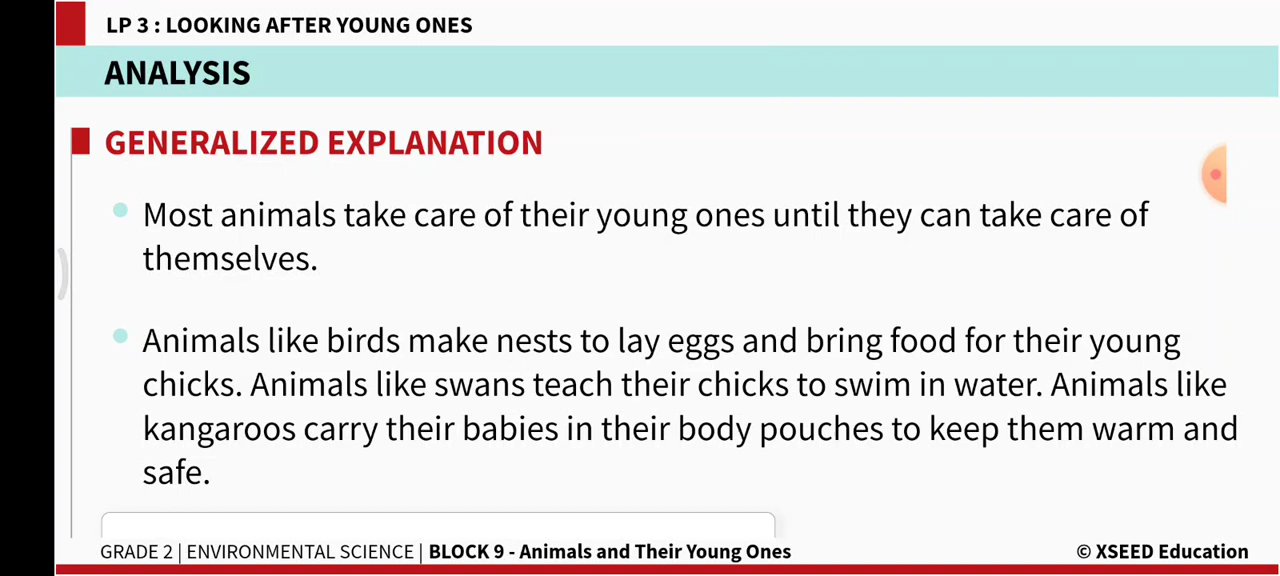 LP 3 : LOOKING AFTER YOUNG ONES
ANALYSIS
GENERALIZED EXPLANATION
Most animals take care of their young ones until they can take care of
themselves.
Animals like birds make nests to lay eggs and bring food for their young
chicks. Animals like swans teach their chicks to swim in water. Animals like
kangaroos carry their babies in their body pouches to keep them warm and
safe.
GRADE 2 | ENVIRONMENTAL SCIENCE | BLOCK 9 - Animals and Their Young Ones
© XSEED Education